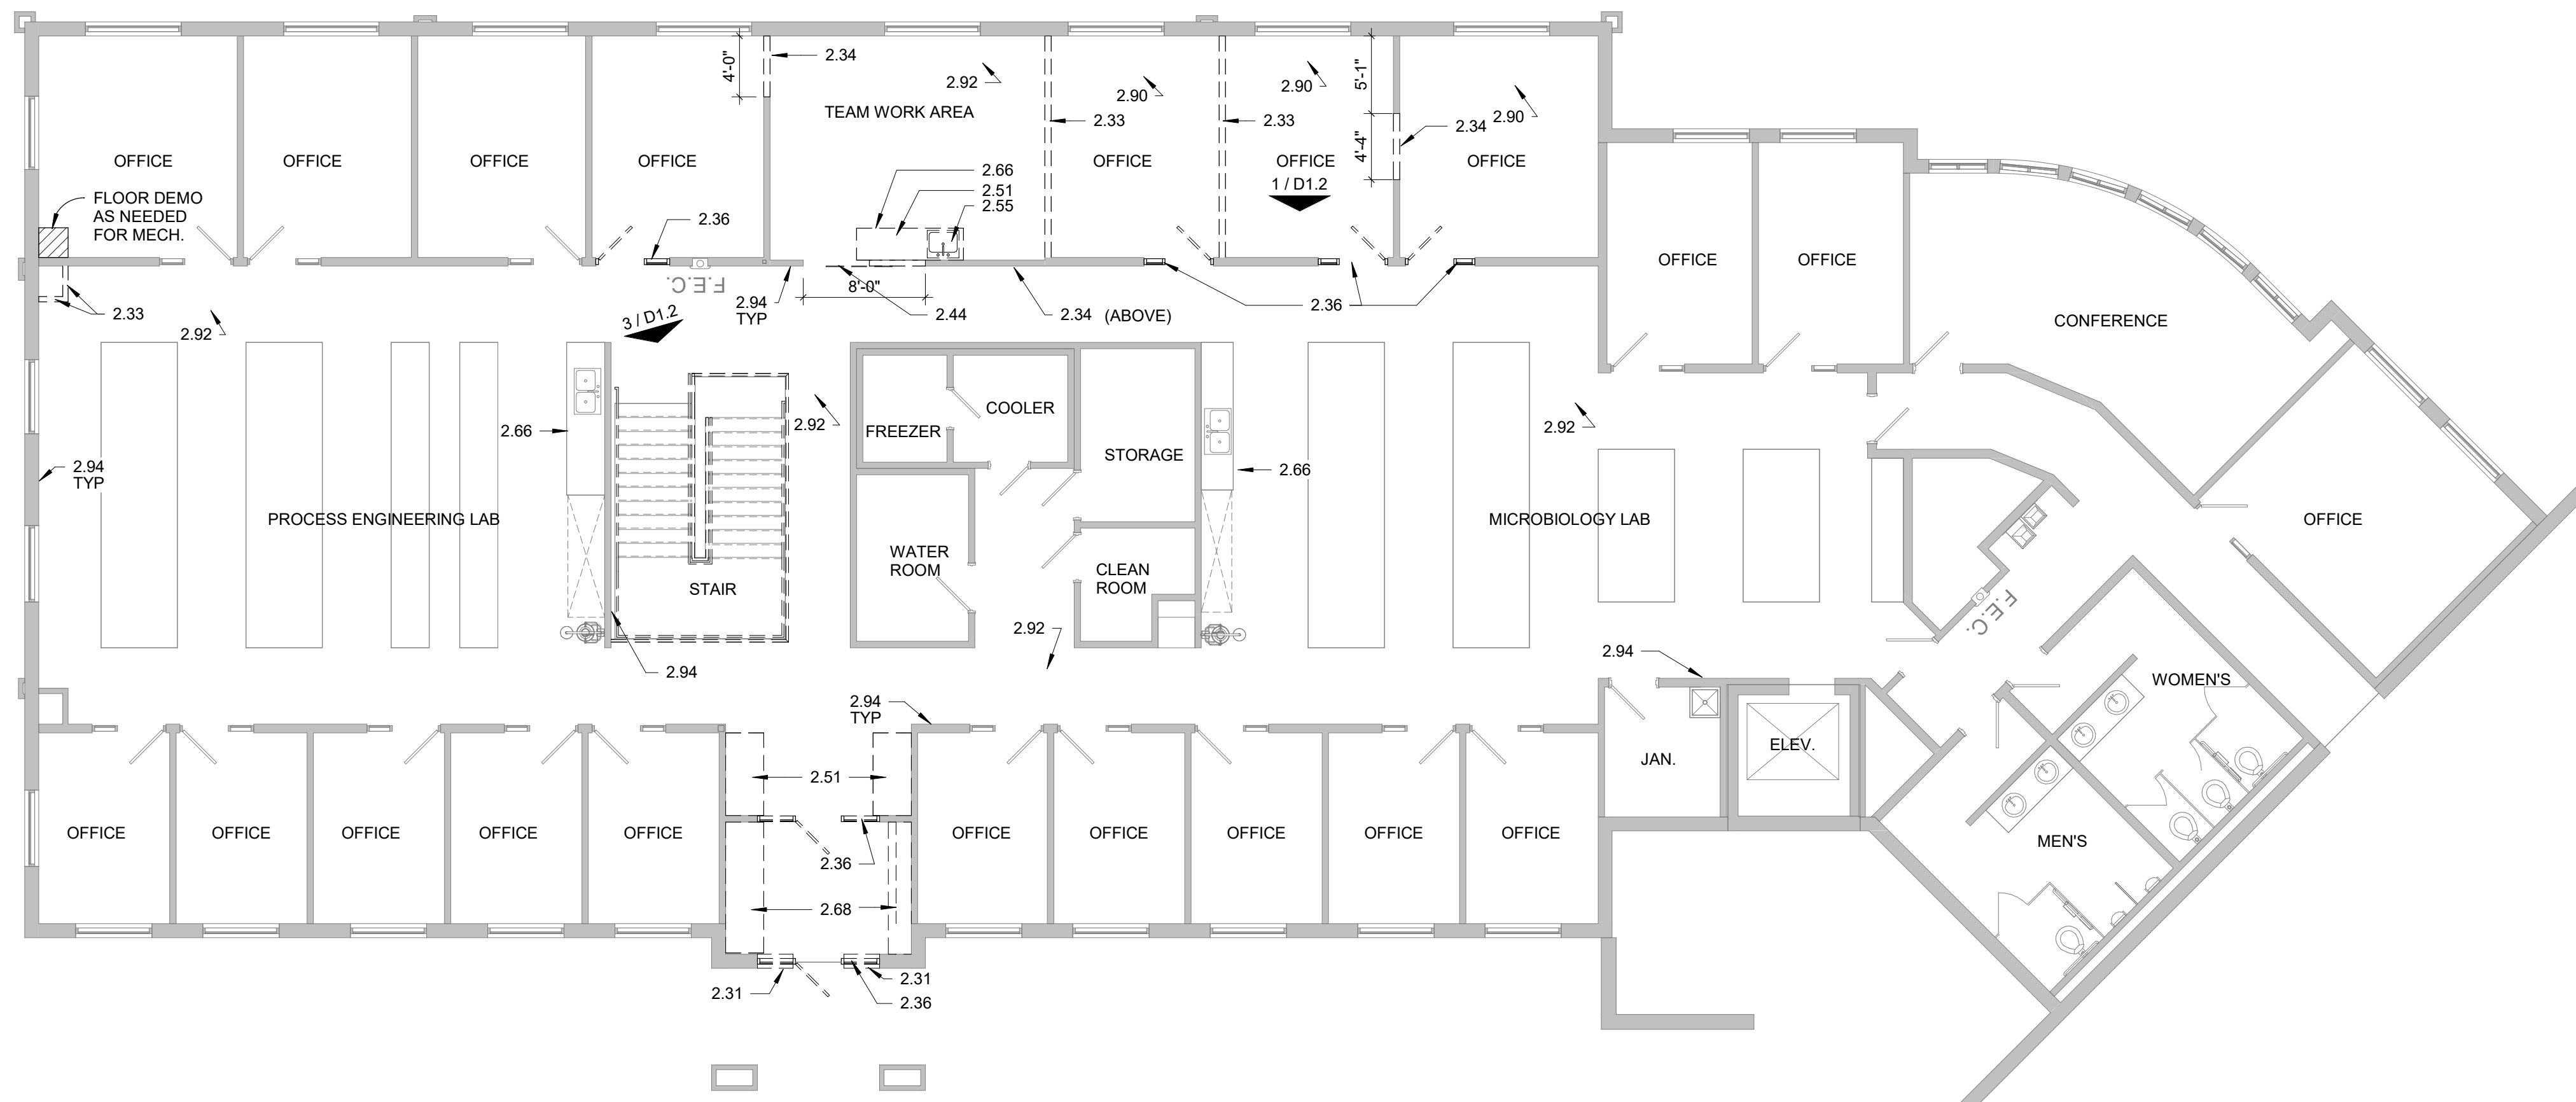 4'-0"
2.34
2.92
TEAM WORK AREA
2.90
2.33
2.90
2.33
5'-1"
4'-4"
2.34
2.90
OFFICE
OFFICE
OFFICE
OFFICE
OFFICE
OFFICE
OFFICE
1 / D1.2
2.66
2.51
2.55
FLOOR DEMO
AS NEEDED
FOR MECH.
2.36
F.E.C.
OFFICE
OFFICE
2.33
2.92
3 / D1.2
2.94
TYP
8'-0"
2.44
2.34 (ABOVE)
2.36
CONFERENCE
2.66
2.92
FREEZER
COOLER
STORAGE
2.66
2.92
2.94
TYP
PROCESS ENGINEERING LAB
MICROBIOLOGY LAB
OFFICE
WATER
ROOM
CLEAN
ROOM
STAIR
F.E.C.
2.92
2.94
2.94
WOMEN'S
2.94
TYP
2.51
JAN.
ELEV.
OFFICE
OFFICE
OFFICE
OFFICE
OFFICE
OFFICE
OFFICE
OFFICE
OFFICE
OFFICE
MEN'S
2.36
2.68
2.31
2.31
2.36